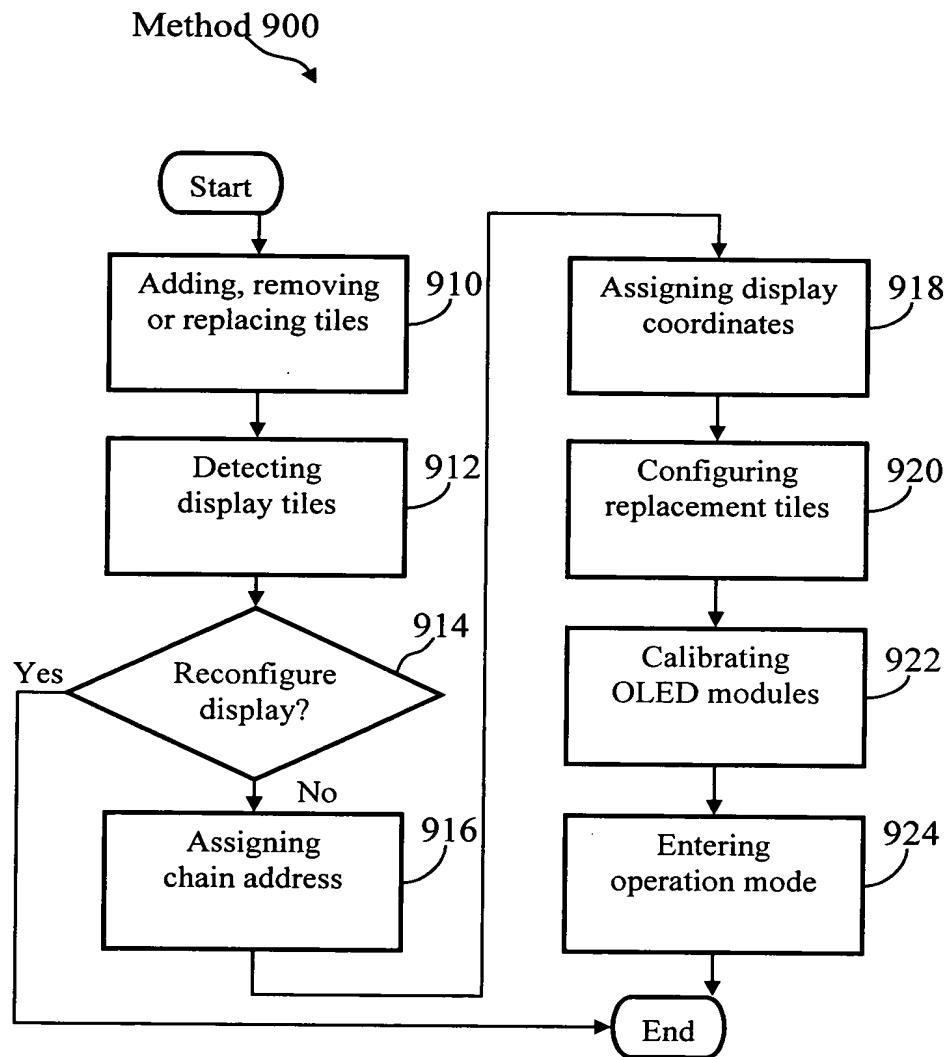 Method 900
Start
Adding, removing
or replacing tiles
910
Detecting
display tiles
912
Reconfigure
display?
914
Yes
No
Assigning
chain address
916
Assigning display
coordinates
918
Configuring
replacement tiles
920
Calibrating
OLED modules
922
Entering
operation mode
924
End